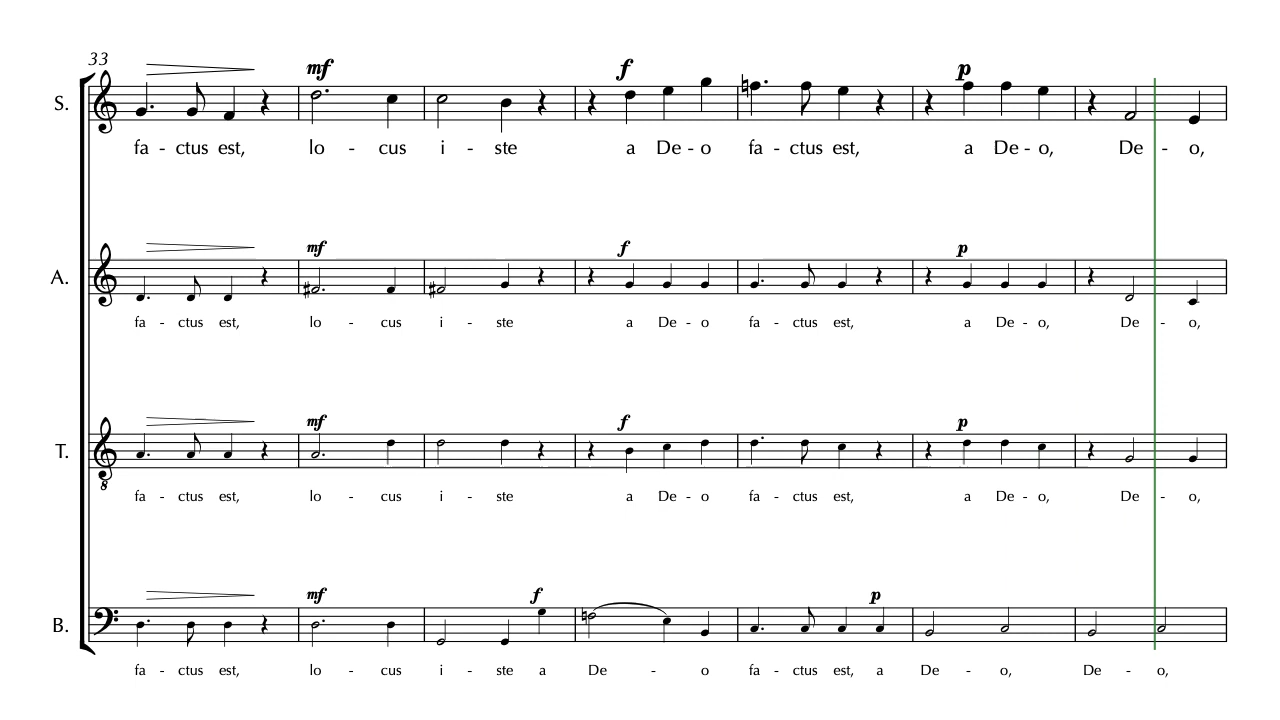 33
mf f p
S.
fa - ctus est, lo - cus i - ste a De - o fa - ctus est, a De - o, De - o,
mf f p
A.
fa - ctus est, lo - cus i - ste a De - o fa - ctus est, a De - o, De - o,
mf f p
T.
8
fa - ctus est, lo - cus i - ste a De - o fa - ctus est, a De - o, De - o,
mf f p
B.
fa - ctus est, lo - cus i - ste a De - o fa - ctus est, a De - o, De - o,